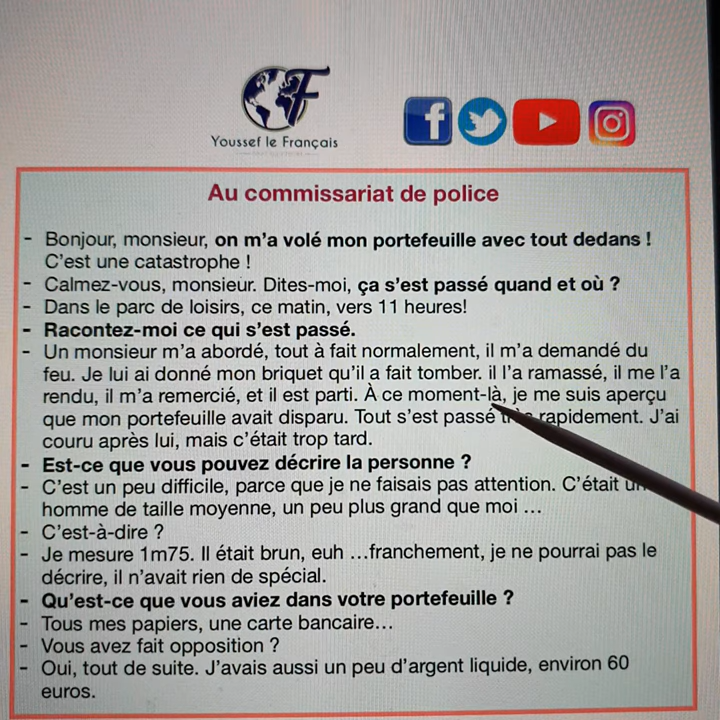 Youssef le Français
Au commissariat de police
- Bonjour, monsieur, on m'a volé mon portefeuille avec tout dedans !
C'est une catastrophe !
- Calmez-vous, monsieur. Dites-moi, ça s'est passé quand et où ?
- Dans le parc de loisirs, ce matin, vers 11 heures!
- Racontez-moi ce qui s'est passé.
- Un monsieur m'a abordé, tout à fait normalement, il m'a demandé du
feu. Je lui ai donné mon briquet qu'il a fait tomber. il l'a ramassé, il me l'a
rendu, il m'a remercié, et il est parti. À ce moment-là, je me suis aperçu
que mon portefeuille avait disparu. Tout s'est passé très rapidement. J'ai
couru après lui, mais c'était trop tard.
- Est-ce que vous pouvez décrire la personne ?
- C'est un peu difficile, parce que je ne faisais pas attention. C'était un
homme de taille moyenne, un peu plus grand que moi ...
- C'est-à-dire ?
- Je mesure 1m75. Il était brun, euh ...franchement, je ne pourrai pas le
décrire, il n'avait rien de spécial.
- Qu'est-ce que vous aviez dans votre portefeuille ?
- Tous mes papiers, une carte bancaire...
- Vous avez fait opposition ?
- Oui, tout de suite. J'avais aussi un peu d'argent liquide, environ 60
euros.